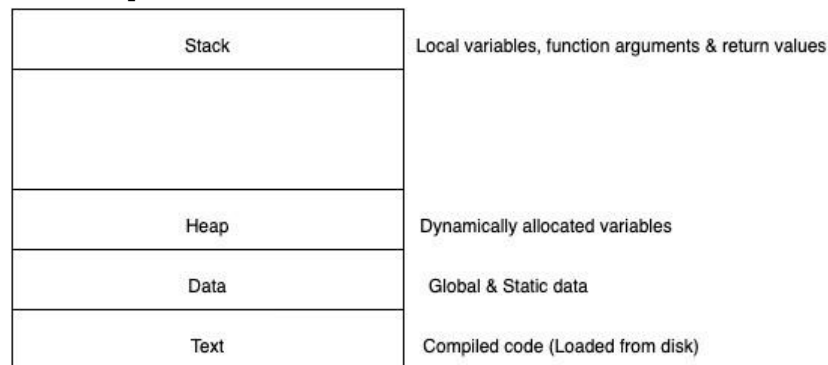 Stack Local variables, function arguments & return values
Heap Dynamically allocated variables
Data Global & Static data
Text Compiled code (Loaded from disk)